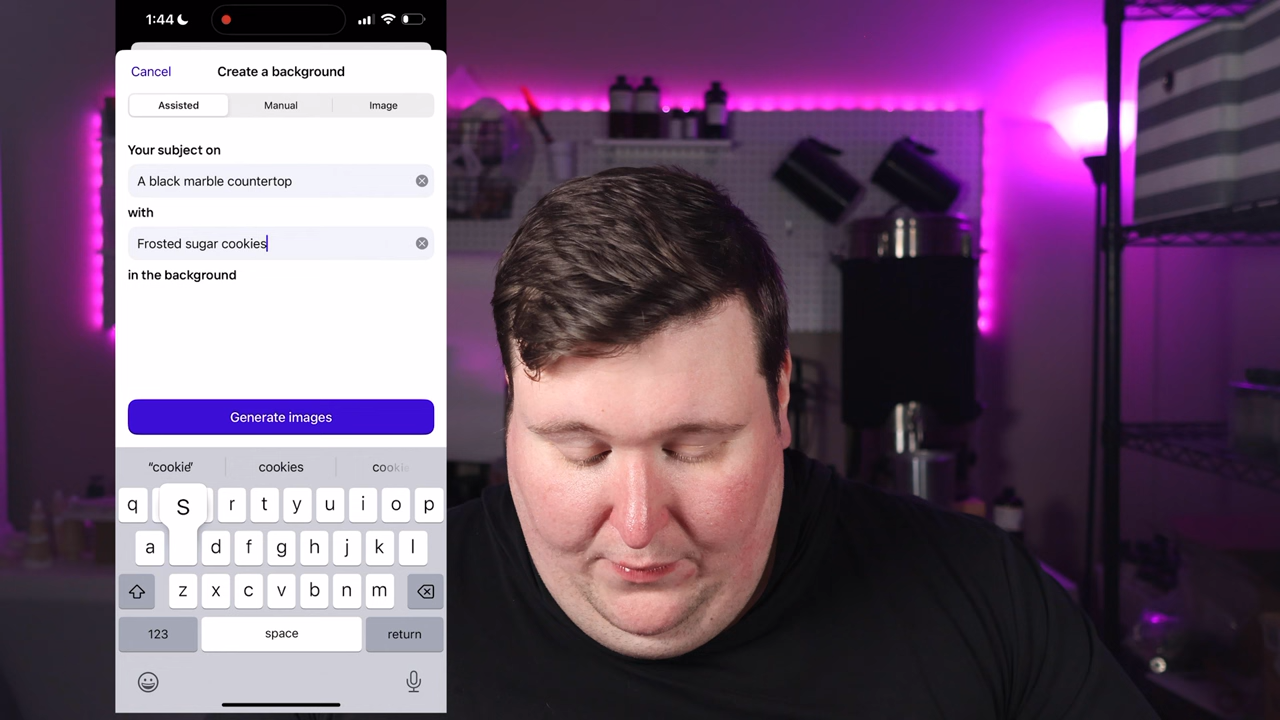 1:44
Cancel
Create a background
Assisted
Manual
Image
Your subject on
A black marble countertop
with
Frosted sugar cookies
in the background
Generate images
"cookie"
cookies
cookie
q r t y u i o p
S
a d f g h j k l
z x c v b n m
123
space
return